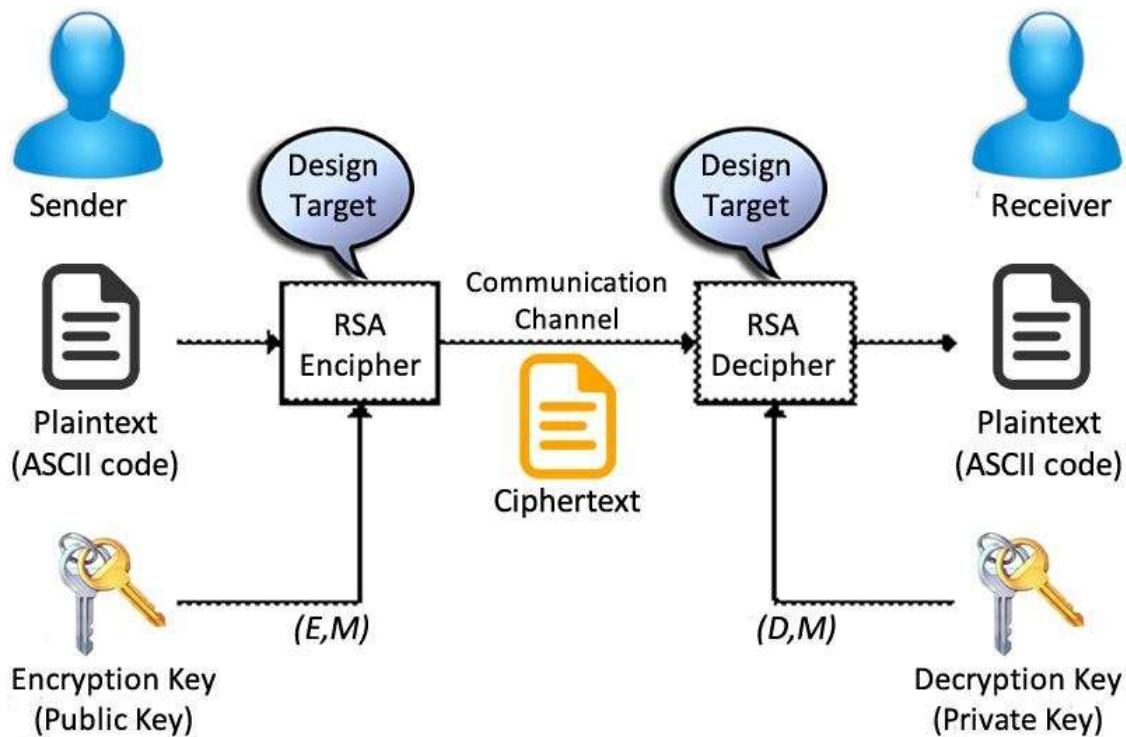 Sender
Plaintext
(ASCII code)
Encryption Key
(Public Key)
Design
Target
RSA
Encipher
(E,M)
Communication
Channel
Ciphertext
Design
Target
RSA
Decipher
(D,M)
Receiver
Plaintext
(ASCII code)
Decryption Key
(Private Key)